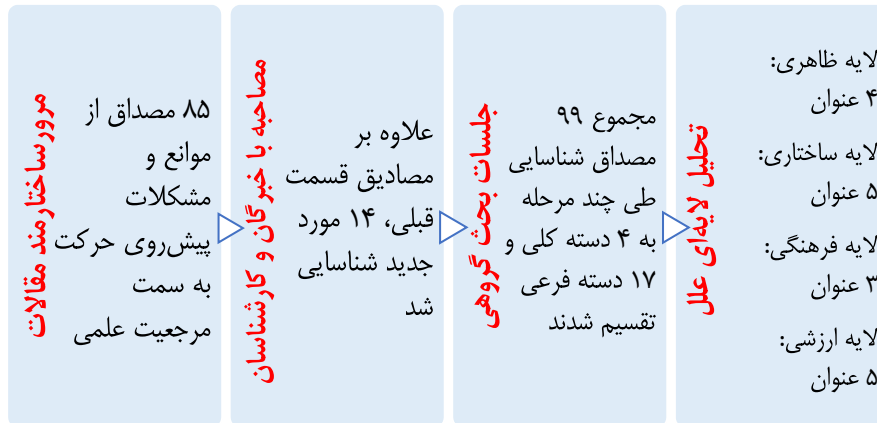 مرورساختارمند مقالات
۸۵ مصداق از
موانع و
مشکلات
پیش‌روی حرکت
به سمت
مرجعیت علمی
مصاحبه با خبرگان و کارشناسان
علاوه بر
مصادیق قسمت
قبلی، ۱۴ مورد
جدید شناسایی
شد
جلسات بحث گروهی
مجموع ۹۹
مصداق شناسایی
طی چند مرحله
به ۴ دسته کلی و
۱۷ دسته فرعی
تقسیم شدند
تحلیل لایه‌ای علل
لایه ظاهری:
۴ عنوان
لایه ساختاری:
۵ عنوان
لایه فرهنگی:
۳ عنوان
لایه ارزشی:
۵ عنوان